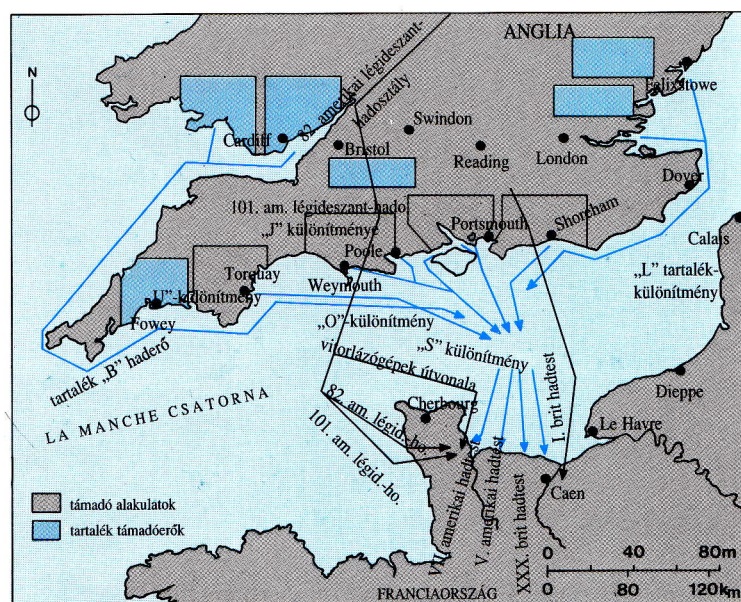 ANGLIA
N
82. amerikai légideszant-
hadosztály
Felixstowe
Cardiff
Swindon
Bristol
Reading
London
Dover
101. am. légideszant-hado
„J” különítménye
Portsmouth
Shoreham
Poole
Calais
Torquay
Weymouth
„L” tartalék-
különítmény
U”-különítmény
Fowey
„O”-különítmény
„S” különítmény
tartalék „B” haderő
vitorlázógépek útvonala
LA MANCHE CSATORNA
82. am. légid.-ho.
101. am. légid.-ho.
Cherbourg
I. brit hadtest
Dieppe
Le Havre
Caen
VII. amerikai hadtest
V. amerikai hadtest
XXX. brit hadtest
támadó alakulatok
tartalék támadóerők
FRANCIAORSZÁG
0 40 80m
0 80 120km